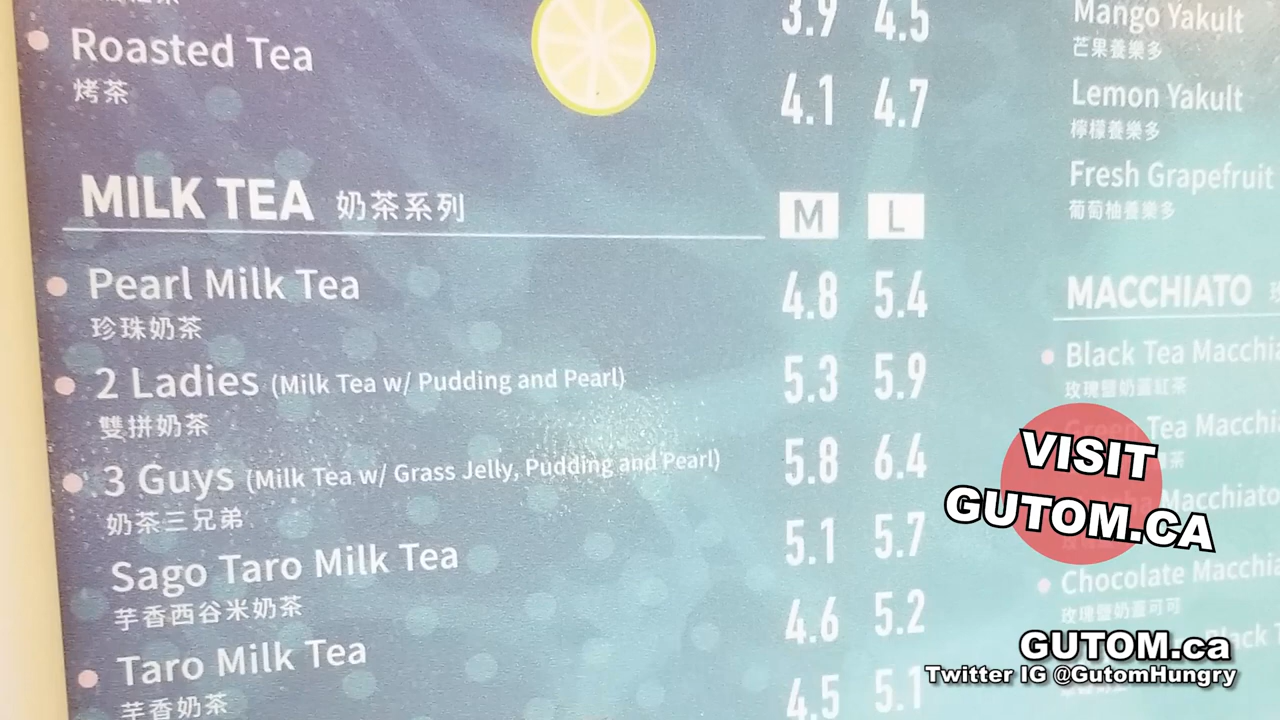 3.9 4.5
Roasted Tea 4.1 4.7
烤茶
MILK TEA 奶茶系列 M L
Pearl Milk Tea 4.8 5.4
珍珠奶茶
2 Ladies (Milk Tea w/ Pudding and Pearl) 5.3 5.9
雙拼奶茶
3 Guys (Milk Tea w/ Grass Jelly, Pudding and Pearl) 5.8 6.4
奶茶三兄弟
Sago Taro Milk Tea 5.1 5.7
芋香西谷米奶茶
Taro Milk Tea 4.6 5.2
芋香奶茶
4.5 5.1
Mango Yakult
芒果養樂多
Lemon Yakult
檸檬養樂多
Fresh Grapefruit
葡萄柚養樂多
MACCHIATO
Black Tea Macchia
玫瑰鹽奶蓋紅茶
Green Tea Macchia
茶
Macchiato
Chocolate Macchia
玫瑰鹽奶蓋可可
Black T
VISIT
GUTOM.CA
GUTOM.ca
Twitter IG @GutomHungry